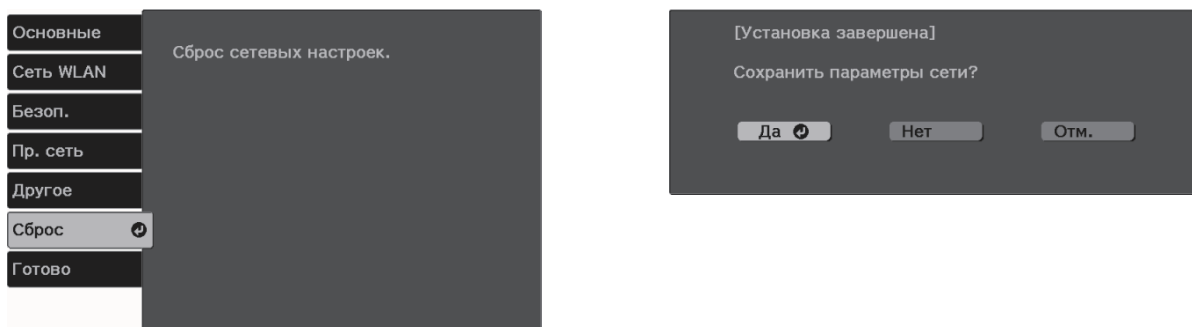 Основные
Сеть WLAN
Безоп.
Пр. сеть
Другое
Сброс
Готово
Сброс сетевых настроек.
[Установка завершена]
Сохранить параметры сети?
Да Нет Отм.